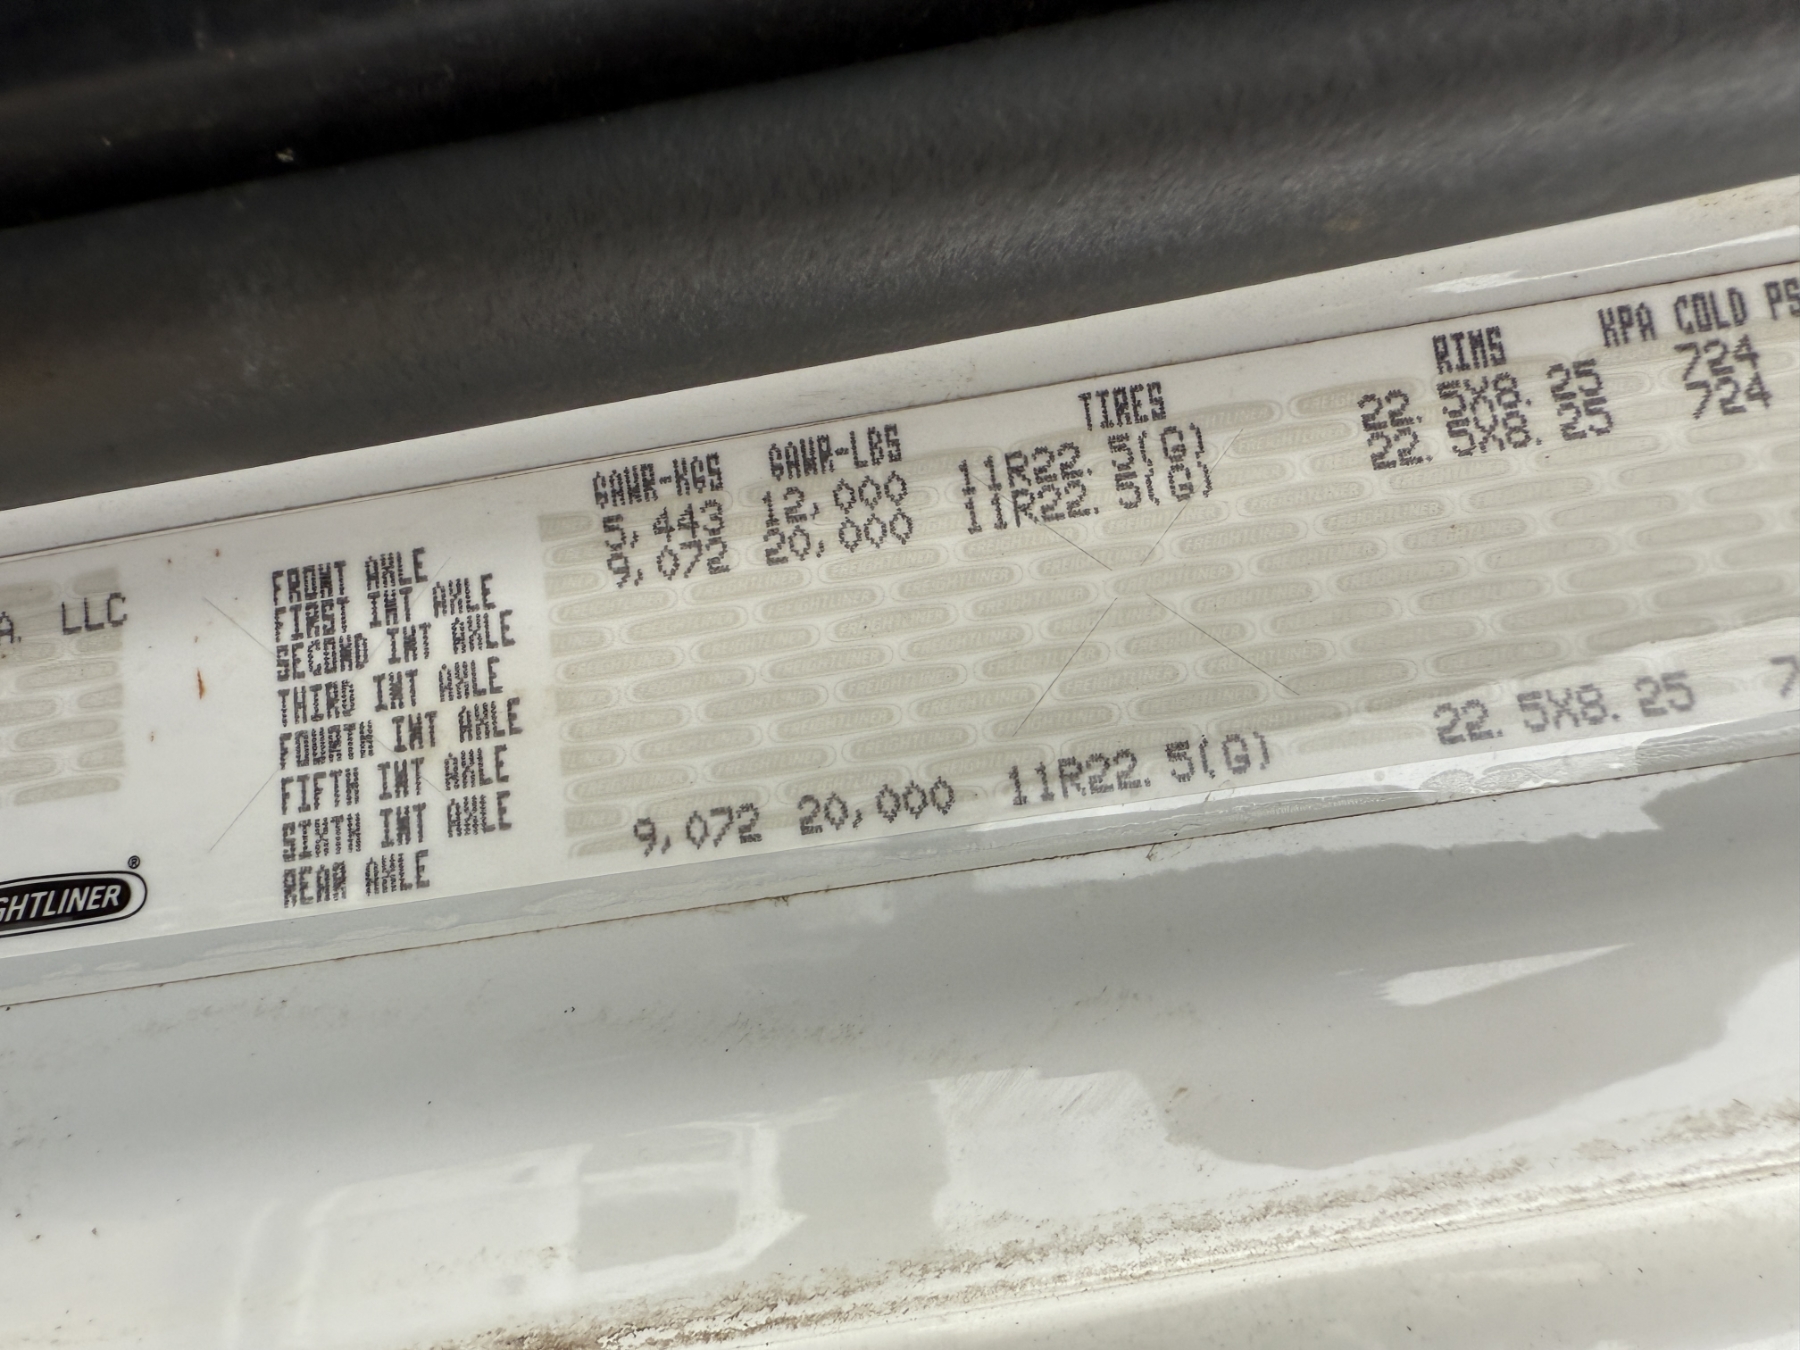 GAWR-KGS GAWR-LBS TIRES RIMS KPA COLD PS
FRONT AXLE 5,443 12,000 11R22.5(G) 22.5X8.25 724
FIRST INT AXLE 9,072 20,000 11R22.5(G) 22.5X8.25 724
SECOND INT AXLE
THIRD INT AXLE
FOURTH INT AXLE
FIFTH INT AXLE
SIXTH INT AXLE
REAR AXLE 9,072 20,000 11R22.5(G) 22.5X8.25 7
A. LLC
GHTLINER®